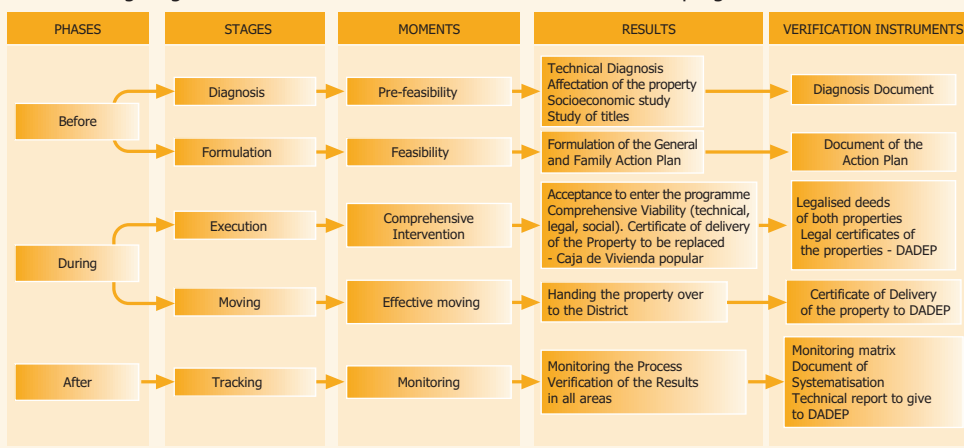 PHASES
STAGES
MOMENTS
RESULTS
VERIFICATION INSTRUMENTS
Before
Diagnosis
Pre-feasibility
Technical Diagnosis
Affectation of the property
Socioeconomic study
Study of titles
Diagnosis Document
Formulation
Feasibility
Formulation of the General
and Family Action Plan
Document of the
Action Plan
During
Execution
Comprehensive
Intervention
Acceptance to enter the programme
Comprehensive Viability (technical,
legal, social). Certificate of delivery
of the Property to be replaced
- Caja de Vivienda popular
Legalised deeds
of both properties
Legal certificates of
the properties - DADEP
Moving
Effective moving
Handing the property over
to the District
Certificate of Delivery
of the property to DADEP
After
Tracking
Monitoring
Monitoring the Process
Verification of the Results
in all areas
Monitoring matrix
Document of
Systematisation
Technical report to give
to DADEP